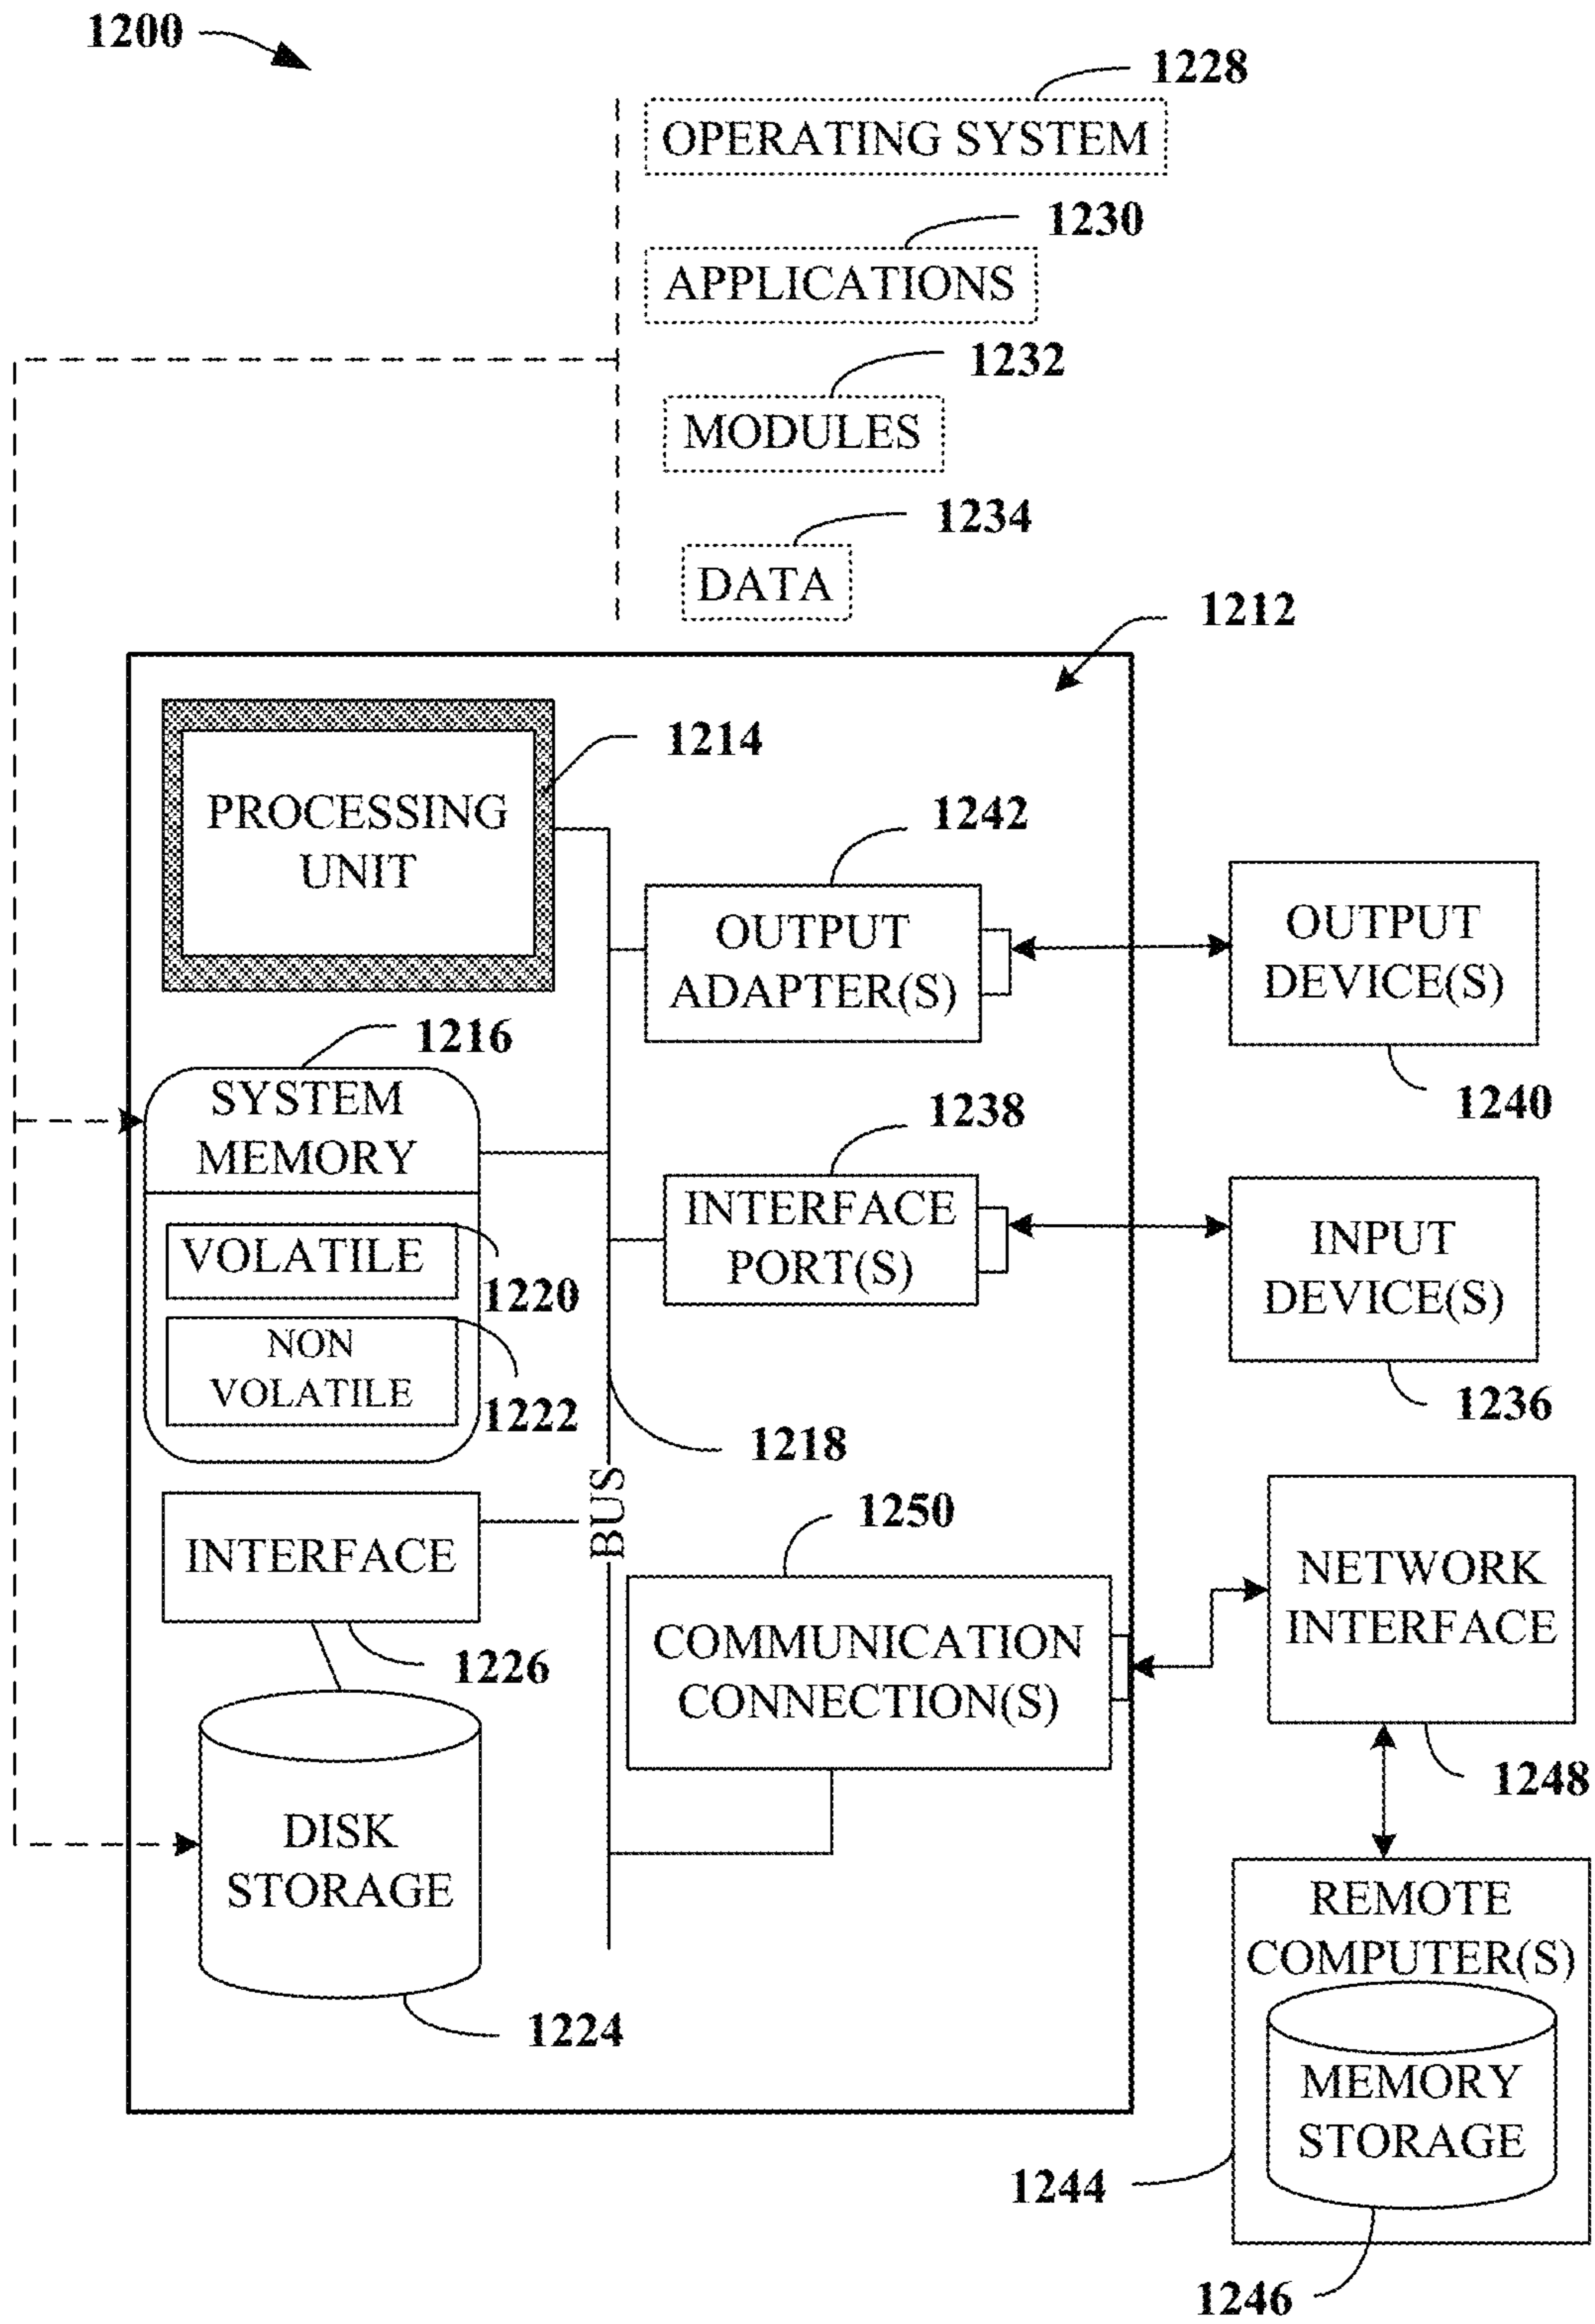 1200
1228
OPERATING SYSTEM
1230
APPLICATIONS
1232
MODULES
1234
DATA
1212
1214
PROCESSING
UNIT
1242
OUTPUT
ADAPTER(S)
OUTPUT
DEVICE(S)
1240
1216
SYSTEM
MEMORY
1238
INTERFACE
PORT(S)
INPUT
DEVICE(S)
1236
VOLATILE
1220
NON
VOLATILE
1222
1218
BUS
INTERFACE
1226
1250
COMMUNICATION
CONNECTION(S)
NETWORK
INTERFACE
1248
DISK
STORAGE
1224
REMOTE
COMPUTER(S)
MEMORY
STORAGE
1244
1246